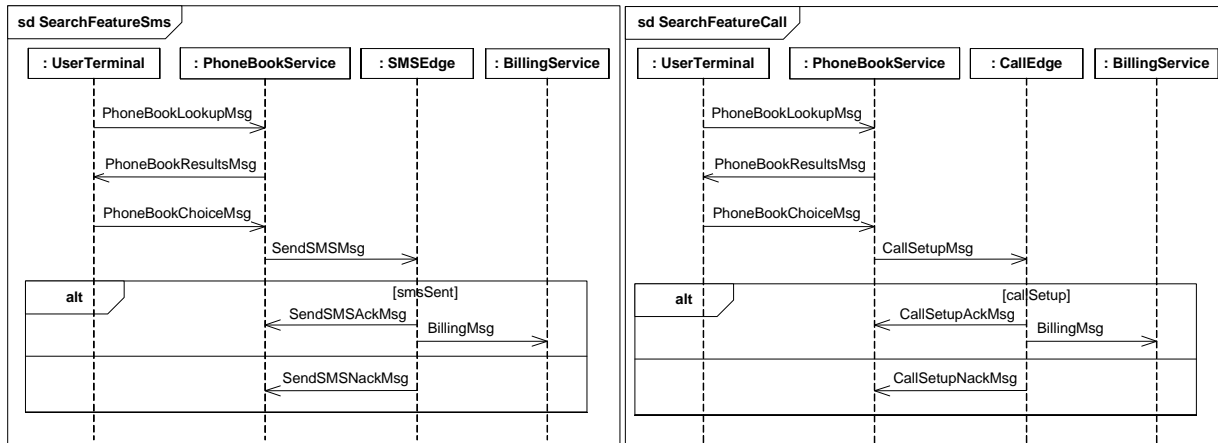 sd SearchFeatureSms
: UserTerminal
: PhoneBookService
: SMSEdge
: BillingService
PhoneBookLookupMsg
PhoneBookResultsMsg
PhoneBookChoiceMsg
SendSMSMsg
alt
[smsSent]
SendSMSAckMsg
BillingMsg
SendSMSNackMsg
sd SearchFeatureCall
: UserTerminal
: PhoneBookService
: CallEdge
: BillingService
PhoneBookLookupMsg
PhoneBookResultsMsg
PhoneBookChoiceMsg
CallSetupMsg
alt
[callSetup]
CallSetupAckMsg
BillingMsg
CallSetupNackMsg